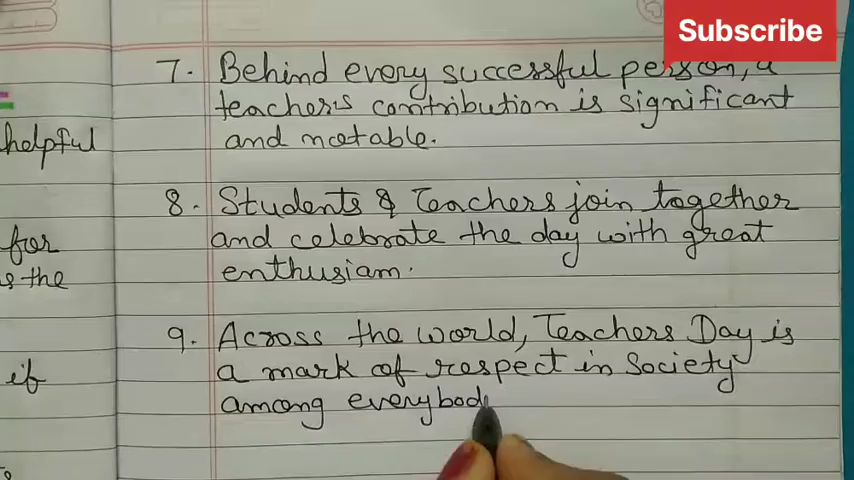 Subscribe
7. Behind every successful person, a
teacher's contribution is significant
and notable.
helpful
8. Students & Teachers join together
and celebrate the day with great
enthusiam.
for
s the
9. Across the world, Teachers Day is
a mark of respect in Society
among everybod
if